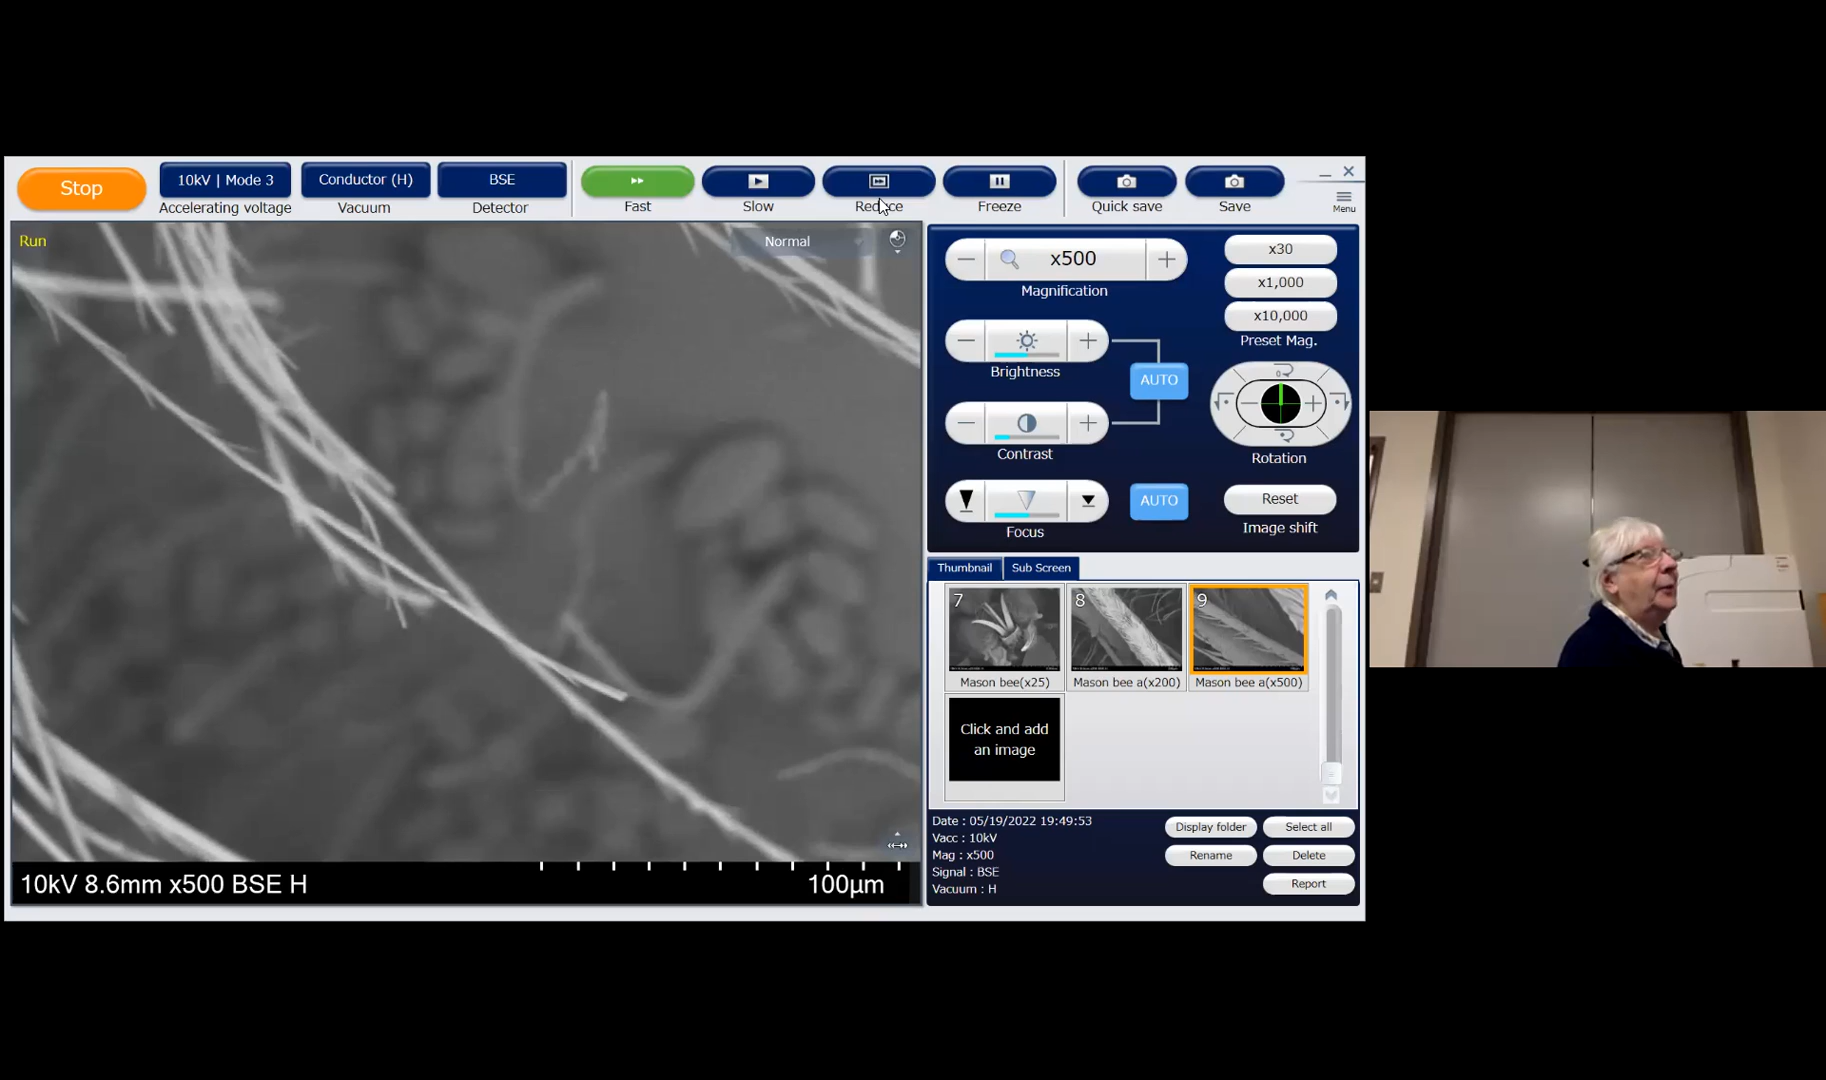 Stop
10kV | Mode 3
Accelerating voltage
Conductor (H)
Vacuum
BSE
Detector
Fast
Slow
Reduce
Freeze
Quick save
Save
Menu
Run
Normal
x500
Magnification
x30
x1,000
x10,000
Preset Mag.
Brightness
AUTO
Contrast
Rotation
Focus
AUTO
Reset
Image shift
Thumbnail
Sub Screen
7
8
9
Mason bee(x25)
Mason bee a(x200)
Mason bee a(x500)
Click and add
an image
Date : 05/19/2022 19:49:53
Vacc : 10kV
Mag : x500
Signal : BSE
Vacuum : H
Display folder
Select all
Rename
Delete
Report
10kV 8.6mm x500 BSE H
100µm